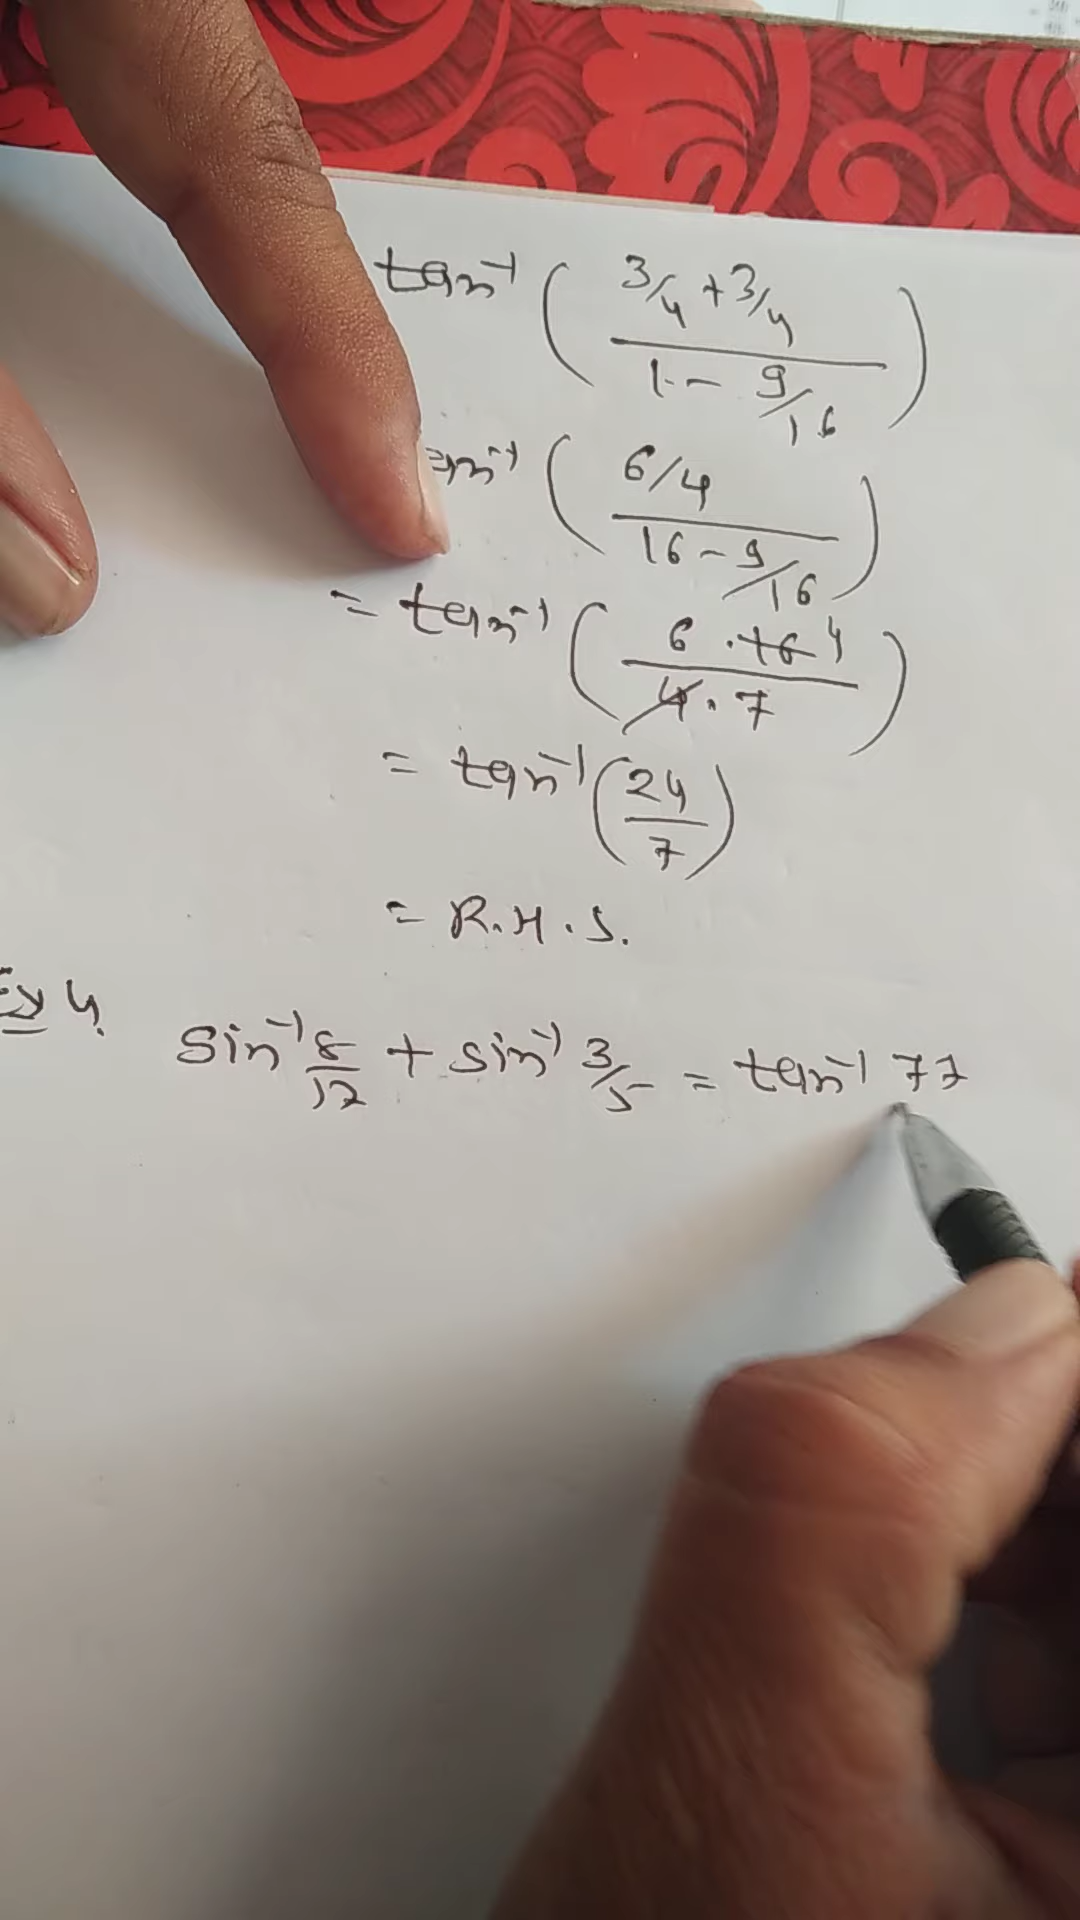 tan⁻¹ ( 3/4 + 3/4 / 1 - 9/16 )
tan⁻¹ ( 6/4 / 16 - 9/16 )
= tan⁻¹ ( 6 · 16 4 / 4 · 7 )
= tan⁻¹ ( 24 / 7 )
= R.H.S.
Ex 4. sin⁻¹ 8/17 + sin⁻¹ 3/5 = tan⁻¹ 77